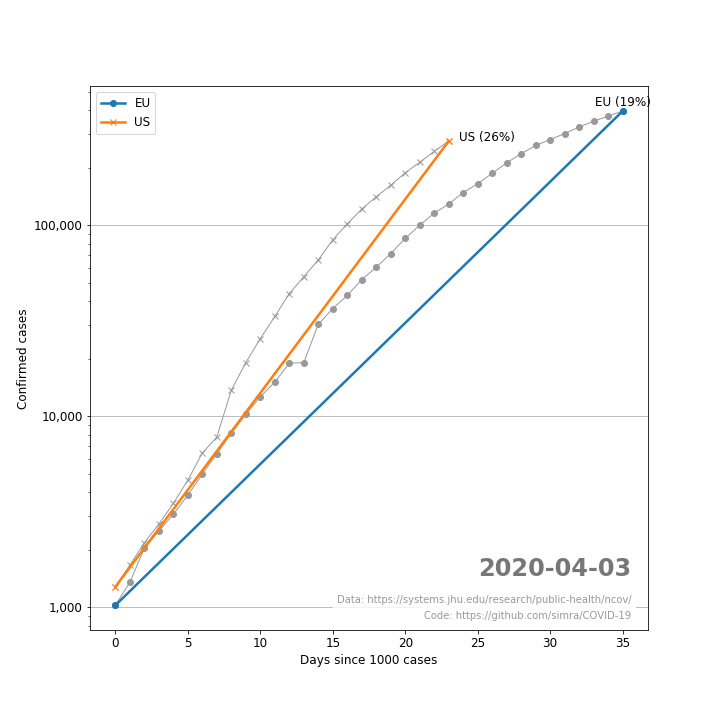 EU
US
EU (19%)
US (26%)
100,000
10,000
1,000
Confirmed cases
2020-04-03
Data: https://systems.jhu.edu/research/public-health/ncov/
Code: https://github.com/simra/COVID-19
0 5 10 15 20 25 30 35
Days since 1000 cases